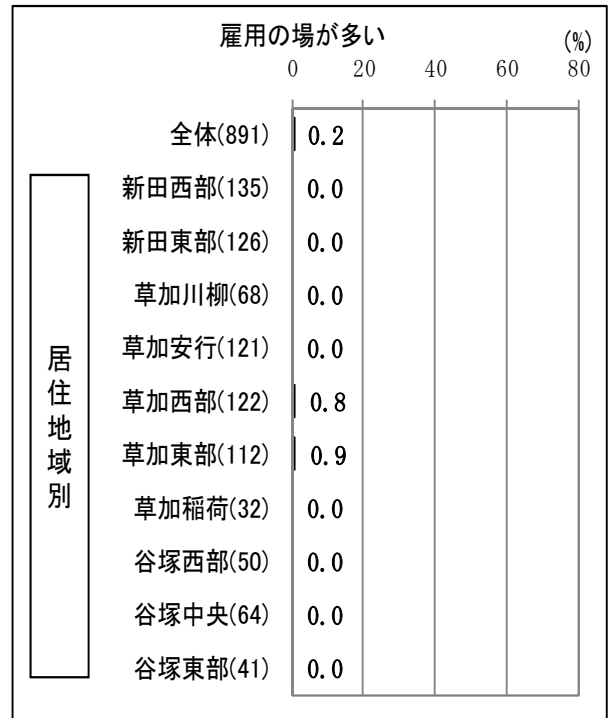 雇用の場が多い
(%)
0 20 40 60 80
全体(891) 0.2
居住地域別
新田西部(135) 0.0
新田東部(126) 0.0
草加川柳(68) 0.0
草加安行(121) 0.0
草加西部(122) 0.8
草加東部(112) 0.9
草加稲荷(32) 0.0
谷塚西部(50) 0.0
谷塚中央(64) 0.0
谷塚東部(41) 0.0